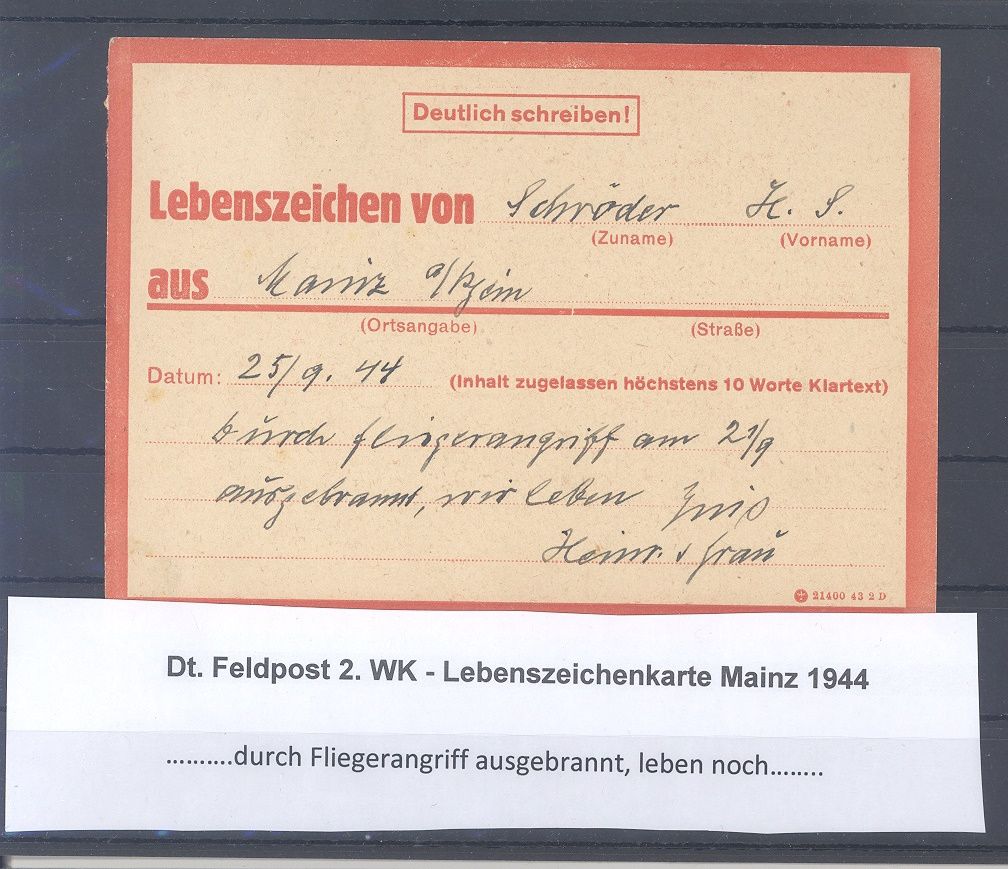 Deutlich schreiben!
Lebenszeichen von Schröder H. S.
(Zuname) (Vorname)
aus Mainz a/Rhein
(Ortsangabe) (Straße)
Datum: 25/9. 44 (Inhalt zugelassen höchstens 10 Worte Klartext)
durch fliegerangriff am 21/9
ausgebrannt, wir leben
Heinr. u Frau
21400 43 2 D
Dt. Feldpost 2. WK - Lebenszeichenkarte Mainz 1944
..........durch Fliegerangriff ausgebrannt, leben noch........